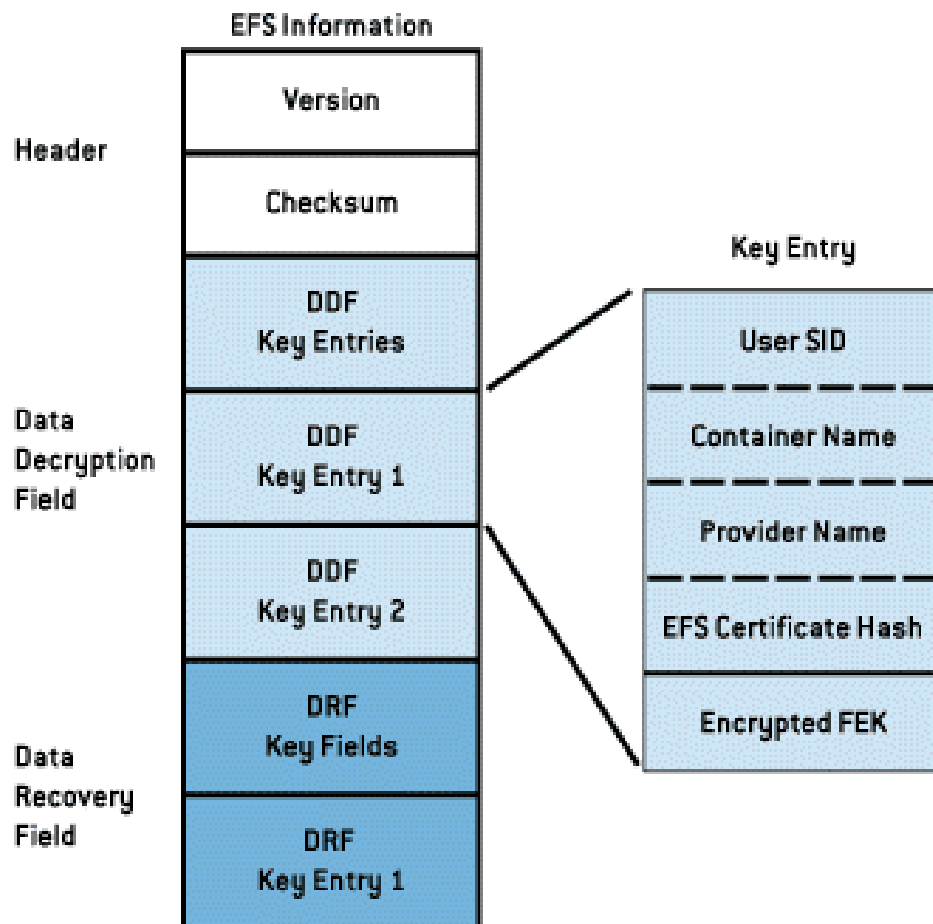 EFS Information
Version
Header
Checksum
DDF
Key Entries
Data
Decryption
Field
DDF
Key Entry 1
DDF
Key Entry 2
Data
Recovery
Field
DRF
Key Fields
DRF
Key Entry 1
Key Entry
User SID
Container Name
Provider Name
EFS Certificate Hash
Encrypted FEK